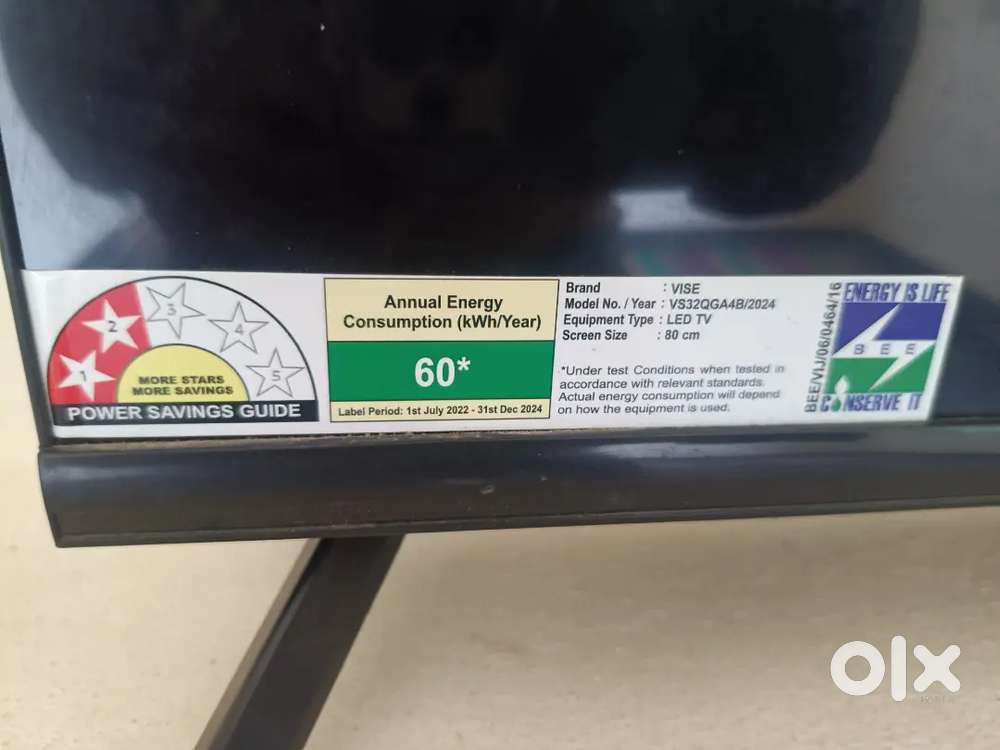 1
2
3
4
5
MORE STARS
MORE SAVINGS
POWER SAVINGS GUIDE
Annual Energy
Consumption (kWh/Year)
60*
Label Period: 1st July 2022 - 31st Dec 2024
Brand : VISE
Model No. / Year : VS32QGA4B/2024
Equipment Type : LED TV
Screen Size : 80 cm
*Under test Conditions when tested in
accordance with relevant standards.
Actual energy consumption will depend
on how the equipment is used.
BEE/VIJ/06/0464/16
ENERGY IS LIFE
BEE
CONSERVE IT
olx